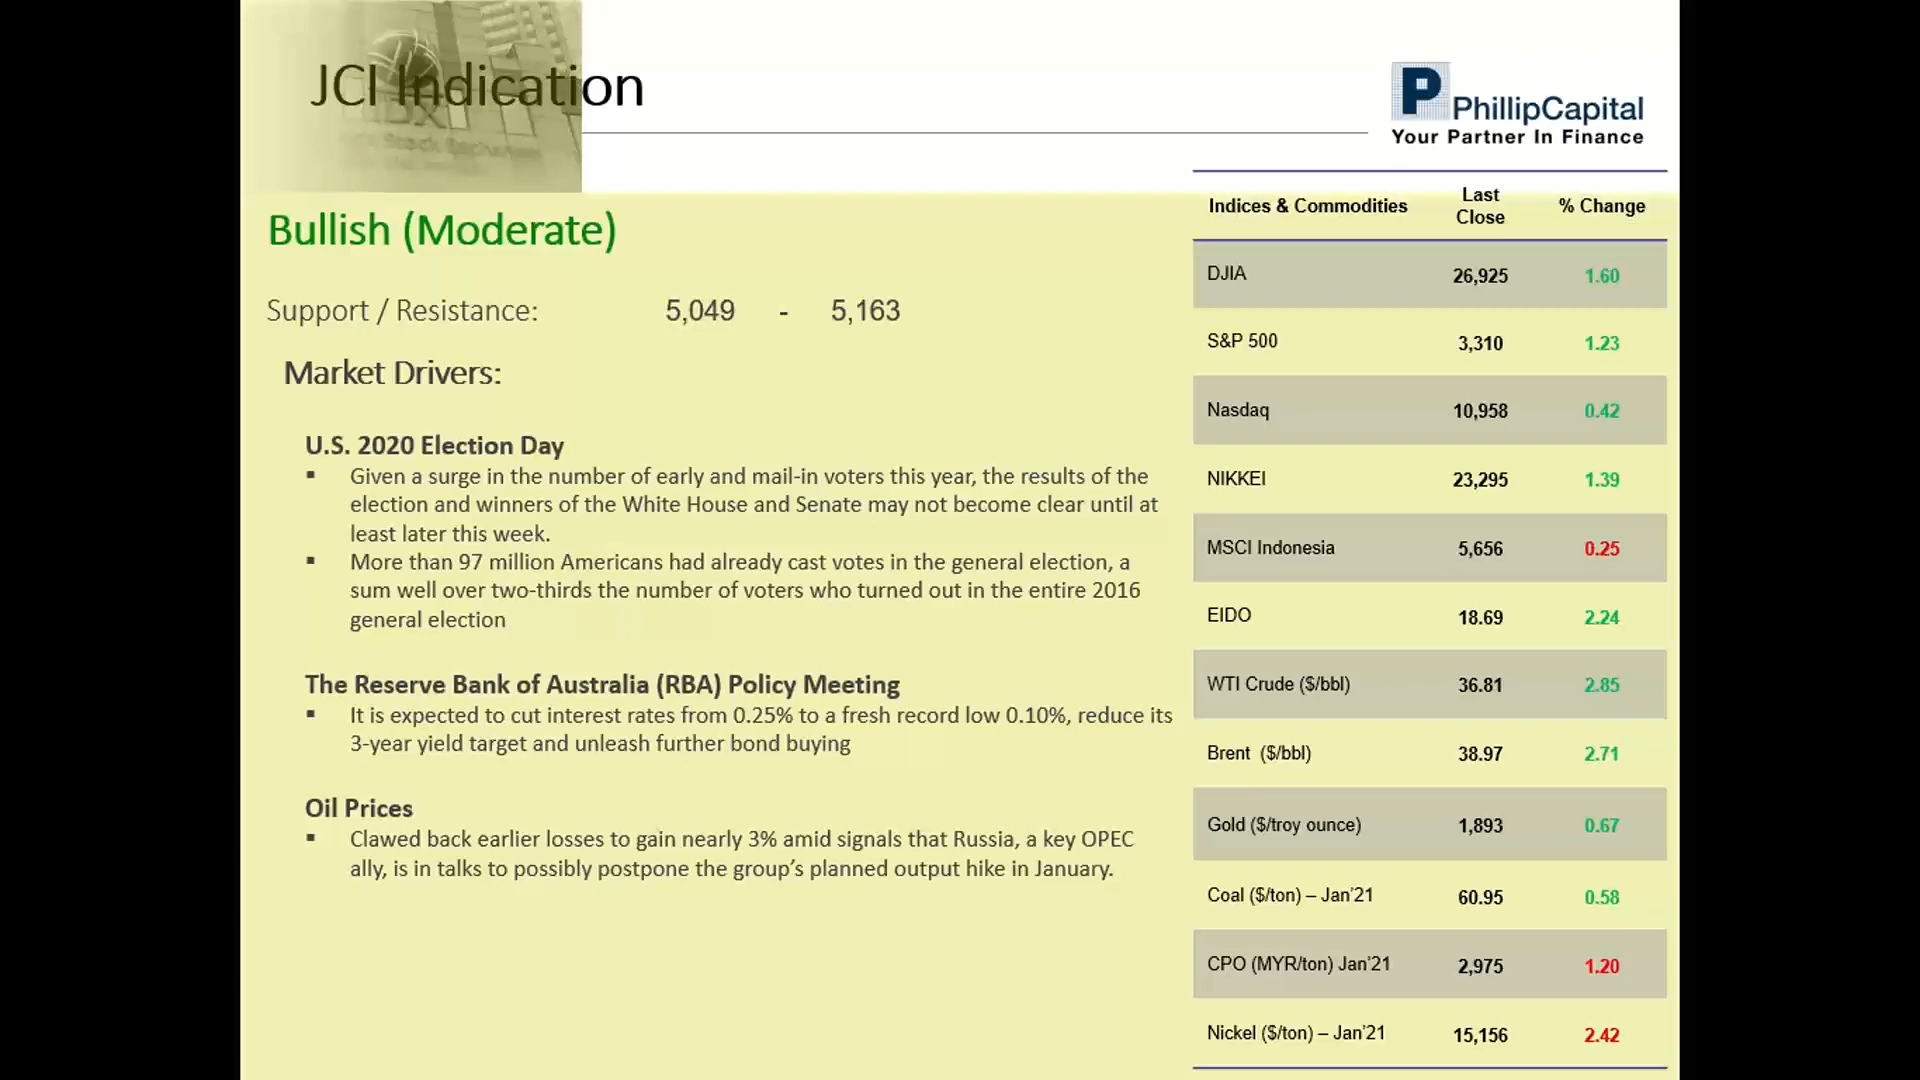 JCI Indication
PhillipCapital
Your Partner In Finance
Bullish (Moderate)
Support / Resistance: 5,049 - 5,163
Market Drivers:
U.S. 2020 Election Day
▪ Given a surge in the number of early and mail-in voters this year, the results of the
election and winners of the White House and Senate may not become clear until at
least later this week.
▪ More than 97 million Americans had already cast votes in the general election, a
sum well over two-thirds the number of voters who turned out in the entire 2016
general election
The Reserve Bank of Australia (RBA) Policy Meeting
▪ It is expected to cut interest rates from 0.25% to a fresh record low 0.10%, reduce its
3-year yield target and unleash further bond buying
Oil Prices
▪ Clawed back earlier losses to gain nearly 3% amid signals that Russia, a key OPEC
ally, is in talks to possibly postpone the group’s planned output hike in January.
Indices & Commodities Last Close % Change
DJIA 26,925 1.60
S&P 500 3,310 1.23
Nasdaq 10,958 0.42
NIKKEI 23,295 1.39
MSCI Indonesia 5,656 0.25
EIDO 18.69 2.24
WTI Crude ($/bbl) 36.81 2.85
Brent ($/bbl) 38.97 2.71
Gold ($/troy ounce) 1,893 0.67
Coal ($/ton) – Jan’21 60.95 0.58
CPO (MYR/ton) Jan’21 2,975 1.20
Nickel ($/ton) – Jan’21 15,156 2.42